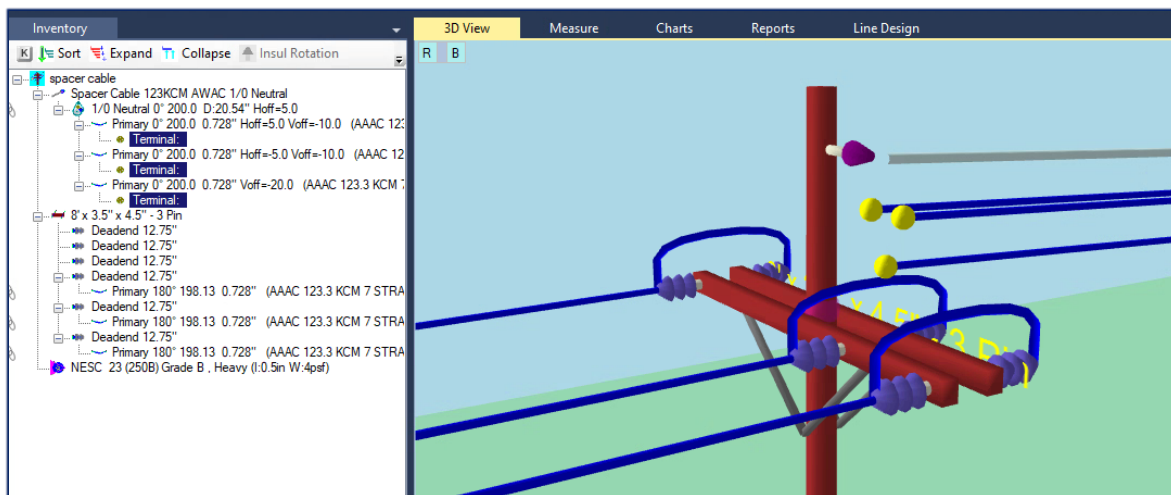 Inventory
3D View Measure Charts Reports Line Design
K Sort Expand Collapse Insul Rotation
R B
spacer cable
Spacer Cable 123KCM AWAC 1/0 Neutral
1/0 Neutral 0° 200.0 D:20.54" Hoff=5.0
Primary 0° 200.0 0.728" Hoff=5.0 Voff=-10.0 (AAAC 123
Terminal:
Primary 0° 200.0 0.728" Hoff=-5.0 Voff=-10.0 (AAAC 12
Terminal:
Primary 0° 200.0 0.728" Voff=-20.0 (AAAC 123.3 KCM 7
Terminal:
8' x 3.5" x 4.5" - 3 Pin
Deadend 12.75"
Deadend 12.75"
Deadend 12.75"
Deadend 12.75"
Primary 180° 198.13 0.728" (AAAC 123.3 KCM 7 STRA
Deadend 12.75"
Primary 180° 198.13 0.728" (AAAC 123.3 KCM 7 STRA
Deadend 12.75"
Primary 180° 198.13 0.728" (AAAC 123.3 KCM 7 STRA
NESC 23 (250B) Grade B , Heavy (I:0.5in W:4psf)